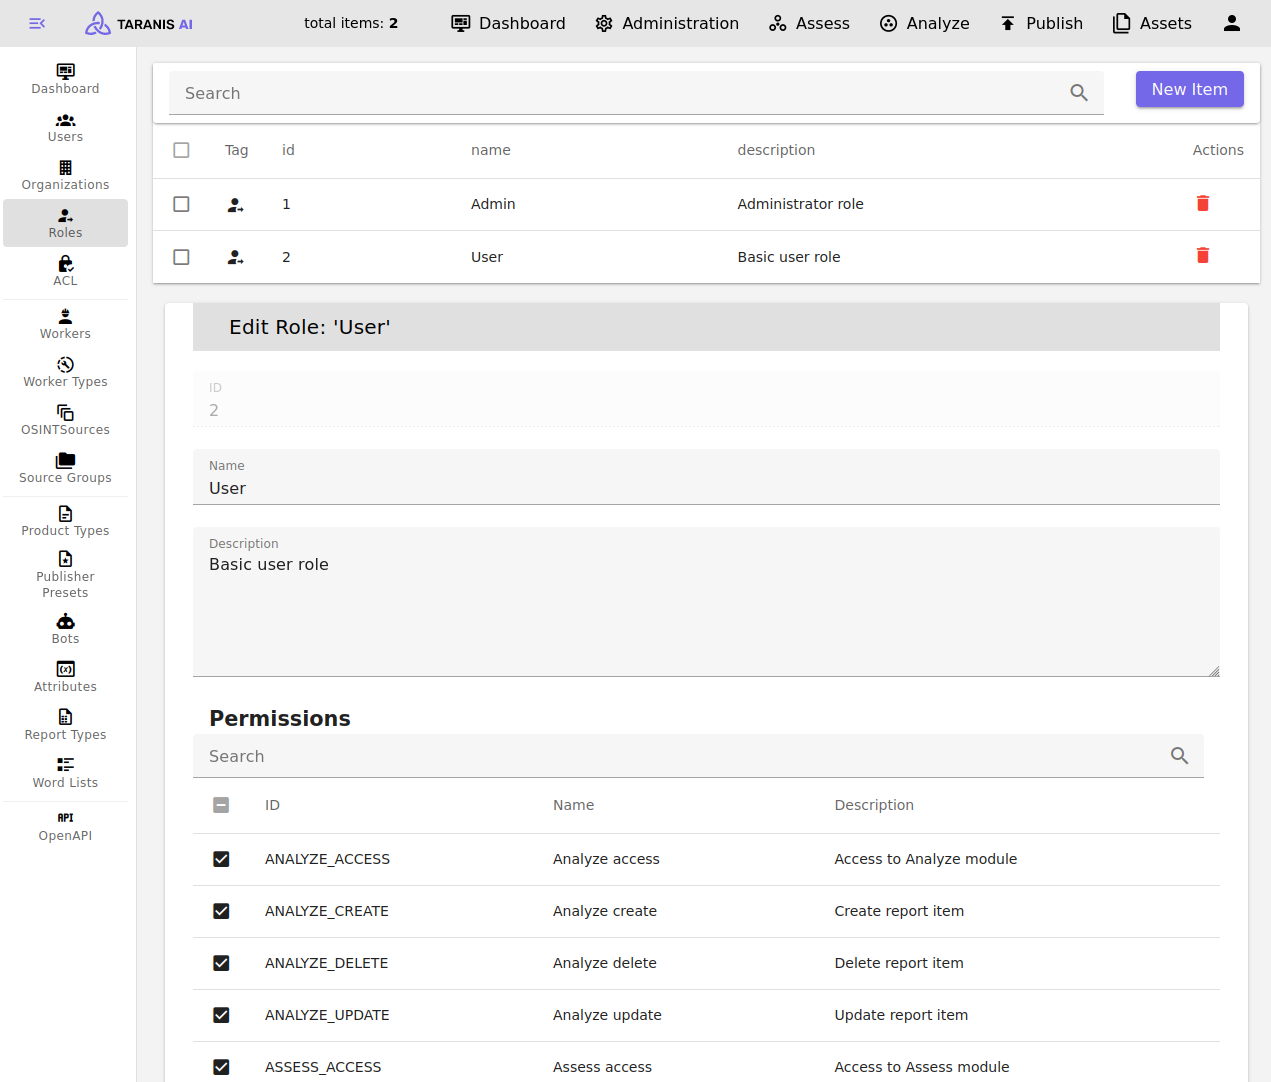 TARANIS AI
total items: 2
Dashboard
Administration
Assess
Analyze
Publish
Assets
Dashboard
Users
Organizations
Roles
ACL
Workers
Worker Types
OSINTSources
Source Groups
Product Types
Publisher
Presets
Bots
Attributes
Report Types
Word Lists
API
OpenAPI
Search
New Item
Tag id name description Actions
1 Admin Administrator role
2 User Basic user role
Edit Role: 'User'
ID
2
Name
User
Description
Basic user role
Permissions
Search
ID Name Description
ANALYZE_ACCESS Analyze access Access to Analyze module
ANALYZE_CREATE Analyze create Create report item
ANALYZE_DELETE Analyze delete Delete report item
ANALYZE_UPDATE Analyze update Update report item
ASSESS_ACCESS Assess access Access to Assess module